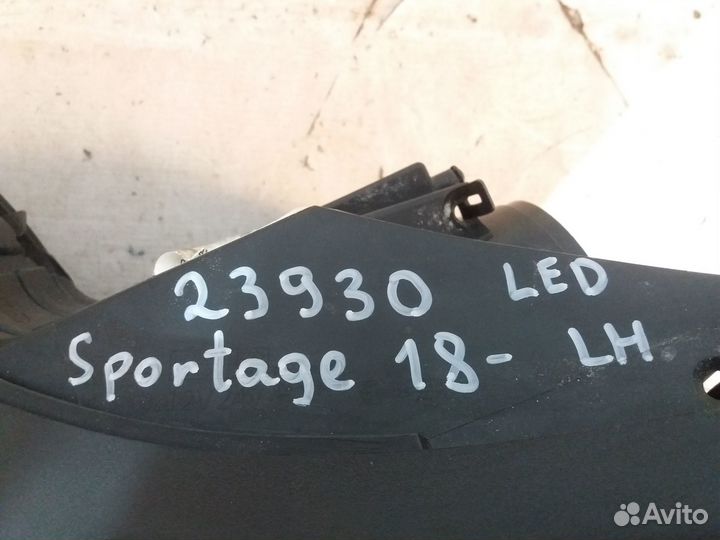 23930 LED
Sportage 18- LH
Avito